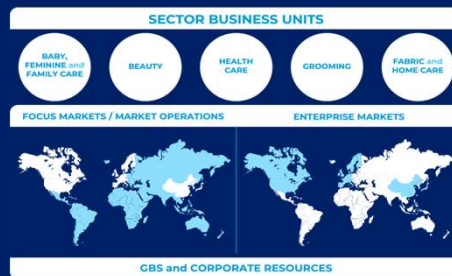 SECTOR BUSINESS UNITS
BABY,
FEMININE and
FAMILY CARE
BEAUTY
HEALTH
CARE
GROOMING
FABRIC and
HOME CARE
FOCUS MARKETS / MARKET OPERATIONS
ENTERPRISE MARKETS
GBS and CORPORATE RESOURCES